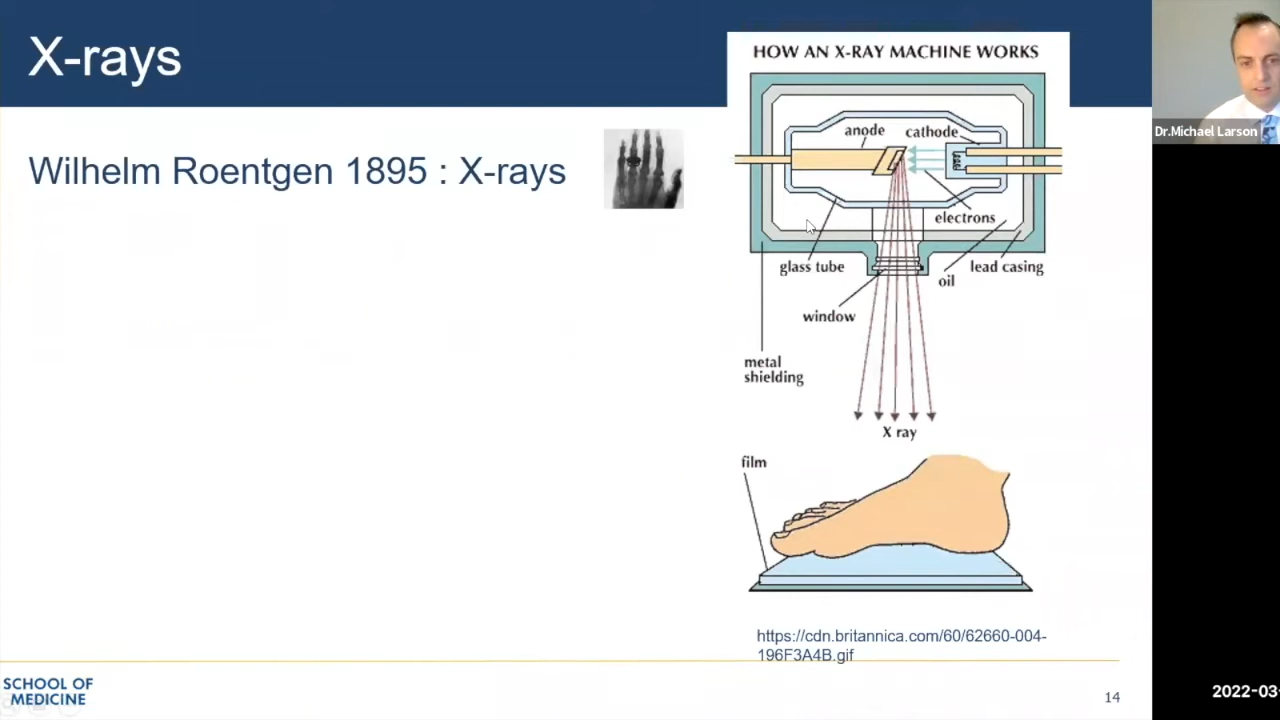 X-rays
Wilhelm Roentgen 1895 : X-rays
HOW AN X-RAY MACHINE WORKS
anode
cathode
electrons
glass tube
lead casing
oil
window
metal
shielding
X ray
film
https://cdn.britannica.com/60/62660-004-
196F3A4B.gif
SCHOOL OF
MEDICINE
14
Dr.Michael Larson
2022-03-